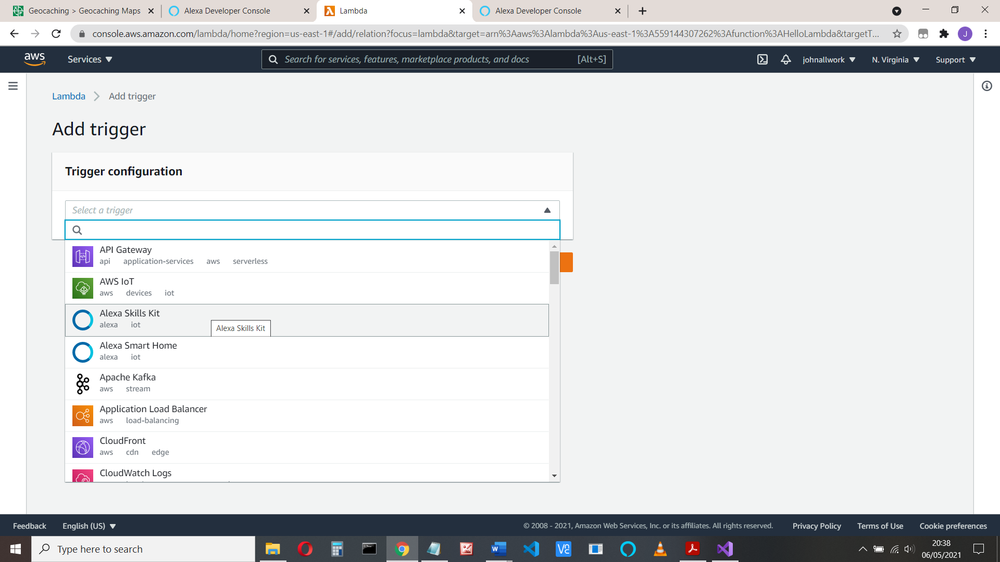 Geocaching > Geocaching Maps
Alexa Developer Console
Lambda
Alexa Developer Console
console.aws.amazon.com/lambda/home?region=us-east-1#/add/relation?focus=lambda&target=arn%3Aaws%3Alambda%3Aus-east-1%3A559144307262%3Afunction%3AHelloLambda&targetT...
J
aws
Services
Search for services, features, marketplace products, and docs
[Alt+S]
johnallwork
N. Virginia
Support
Lambda
Add trigger
Add trigger
Trigger configuration
Select a trigger
API Gateway
api application-services aws serverless
AWS IoT
aws devices iot
Alexa Skills Kit
alexa iot
Alexa Skills Kit
Alexa Smart Home
alexa iot
Apache Kafka
aws stream
Application Load Balancer
aws load-balancing
CloudFront
aws cdn edge
CloudWatch Logs
Feedback
English (US)
© 2008 - 2021, Amazon Web Services, Inc. or its affiliates. All rights reserved.
Privacy Policy
Terms of Use
Cookie preferences
Type here to search
20:38
06/05/2021